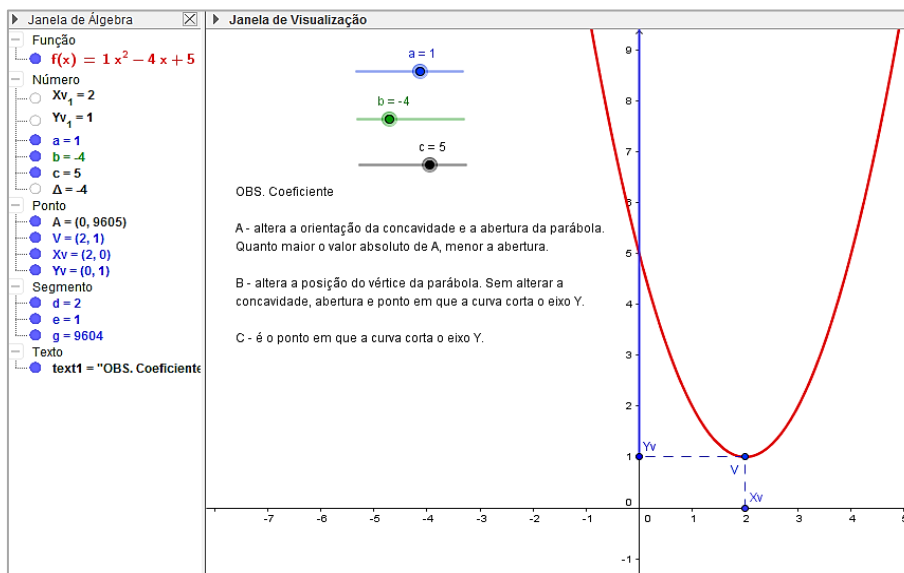 Janela de Álgebra
Função
f(x) = 1 x² − 4 x + 5
Número
Xv₁ = 2
Yv₁ = 1
a = 1
b = -4
c = 5
Δ = -4
Ponto
A = (0, 9605)
V = (2, 1)
Xv = (2, 0)
Yv = (0, 1)
Segmento
d = 2
e = 1
g = 9604
Texto
text1 = "OBS. Coeficiente
Janela de Visualização
a = 1
b = -4
c = 5
OBS. Coeficiente
A - altera a orientação da concavidade e a abertura da parábola.
Quanto maior o valor absoluto de A, menor a abertura.
B - altera a posição do vértice da parábola. Sem alterar a
concavidade, abertura e ponto em que a curva corta o eixo Y.
C - é o ponto em que a curva corta o eixo Y.
9
8
7
6
5
4
3
2
1
0
-1
Yv
V
Xv
-7
-6
-5
-4
-3
-2
-1
0
1
2
3
4
5